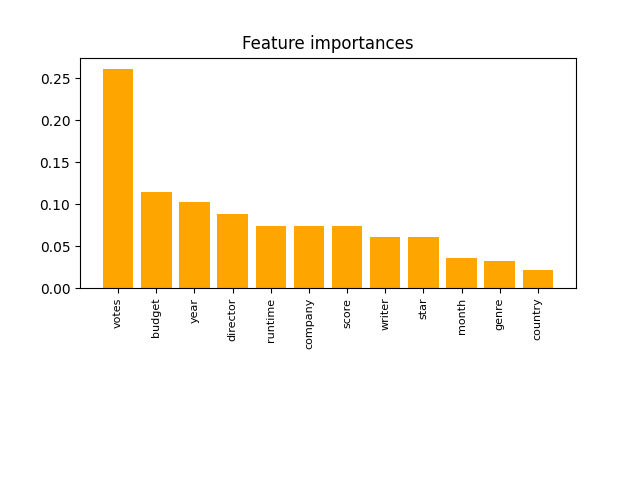 Feature importances
0.25
0.20
0.15
0.10
0.05
0.00
votes
budget
year
director
runtime
company
score
writer
star
month
genre
country